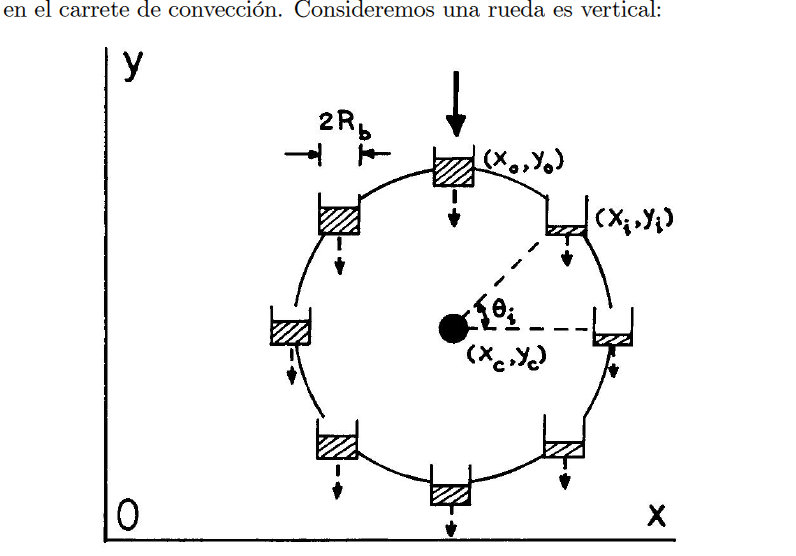 en el carrete de convección. Consideremos una rueda es vertical:
y
2R_b
(x_o,y_o)
(x_i,y_i)
θ_i
(x_c,y_c)
O
x